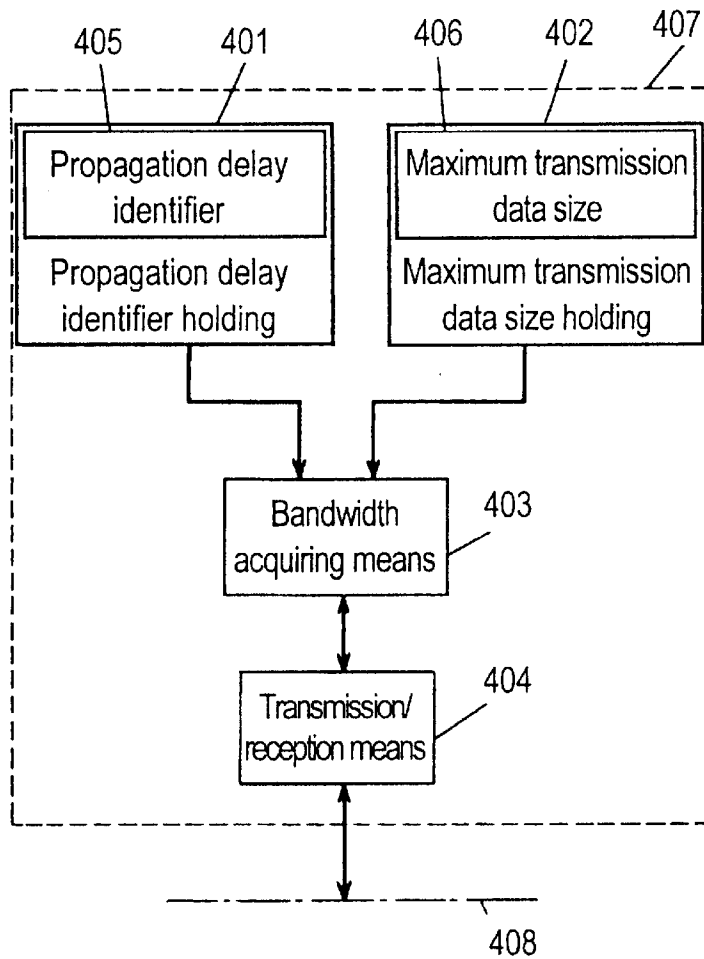 405
401
406
402
407
Propagation delay
identifier
Propagation delay
identifier holding
Maximum transmission
data size
Maximum transmission
data size holding
Bandwidth
acquiring means
403
Transmission/
reception means
404
408